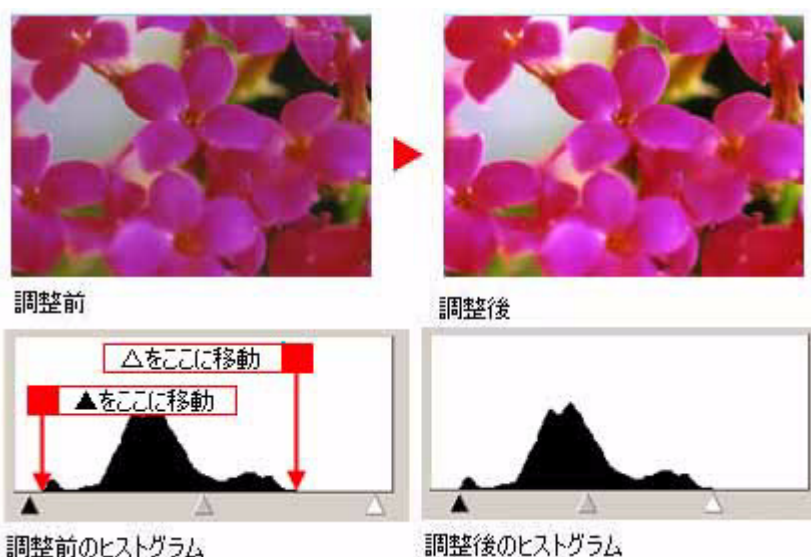 調整前
調整後
△をここに移動
▲をここに移動
調整前のヒストグラム
調整後のヒストグラム